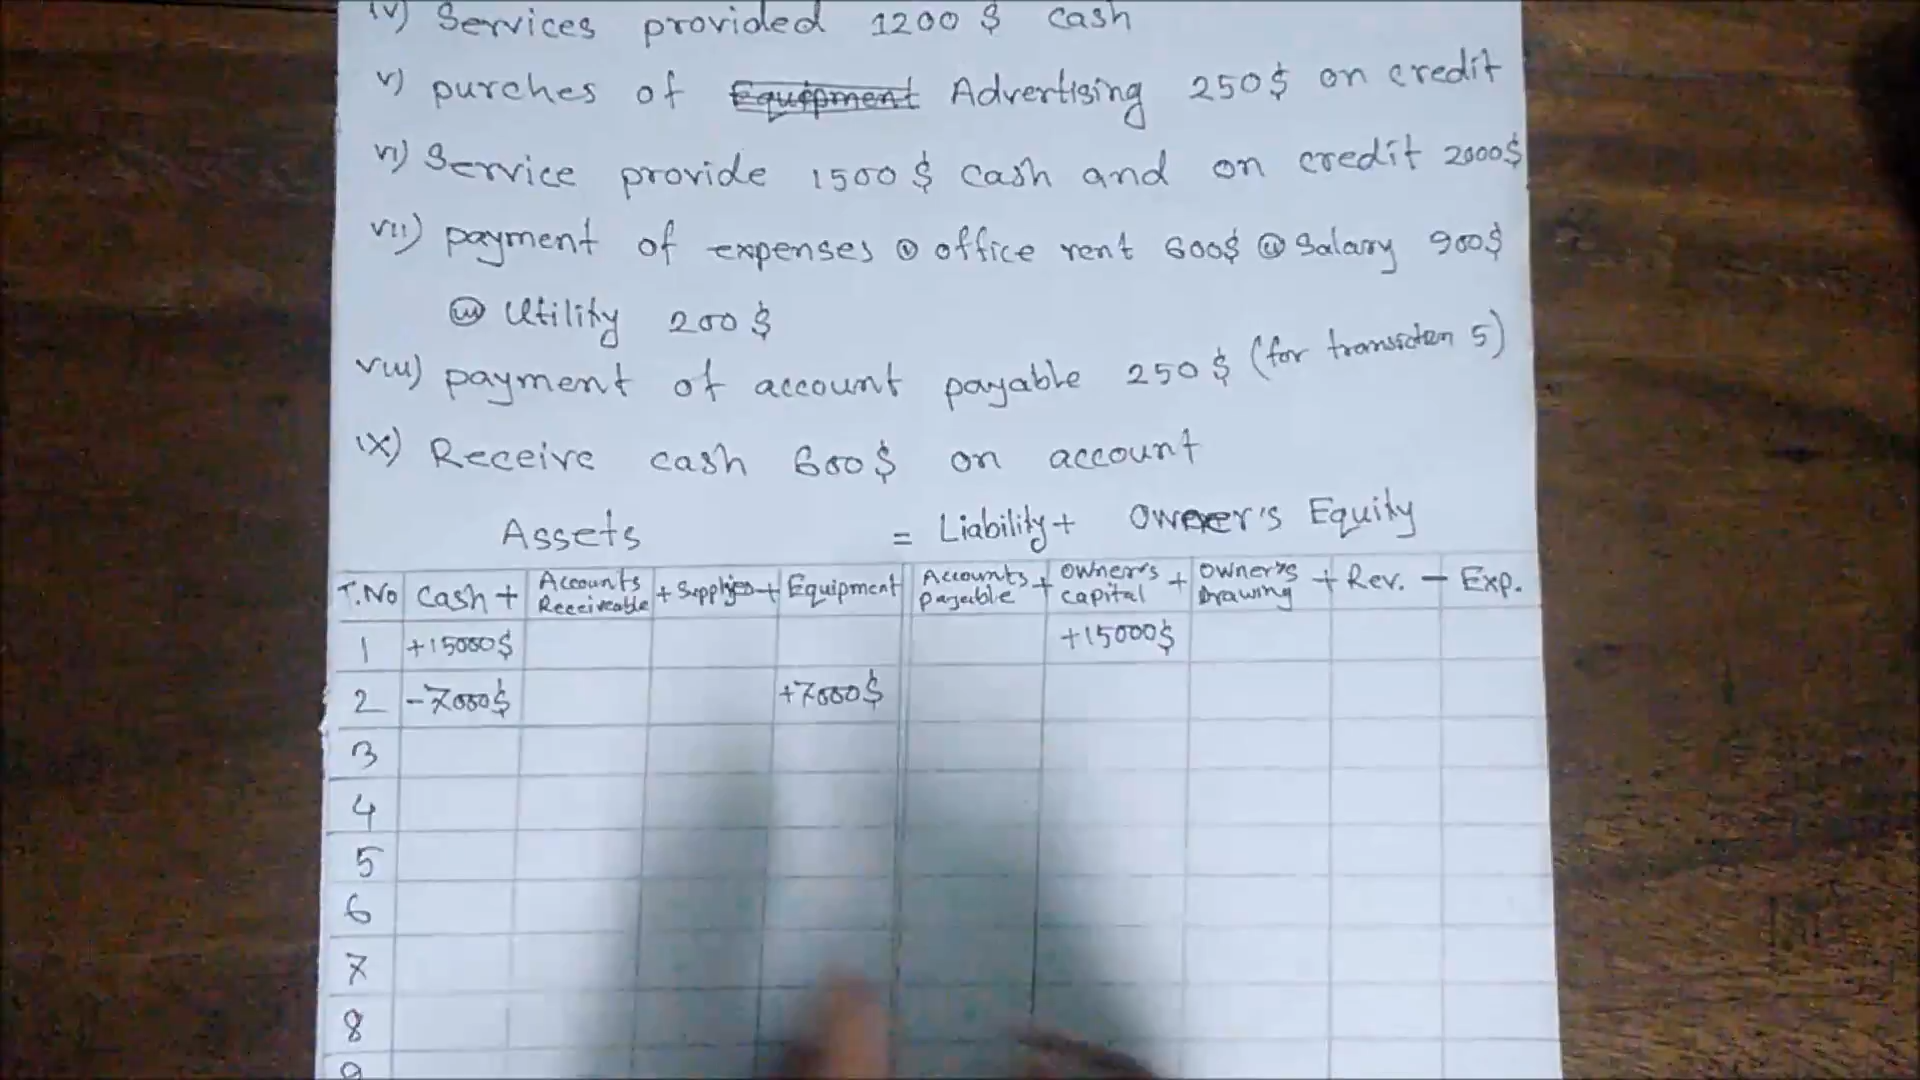 iv) Services provided 1200 $ cash
v) purches of Equipment Advertising 250$ on credit
vi) Service provide 1500 $ cash and on credit 2000$
vii) payment of expenses (i) office rent 600$ (ii) Salary 900$
(iii) Utility 200 $
viii) payment of account payable 250 $ (for transicten 5)
ix) Receive cash 600 $ on account
Assets = Liability + Owner's Equity
T.No Cash + Accounts Receiveable + Supplies + Equipment Accounts payable + Owner's capital + Owner's Drawing + Rev. - Exp.
1 +15000$ +15000$
2 -7000$ +7000$
3
4
5
6
7
8
9